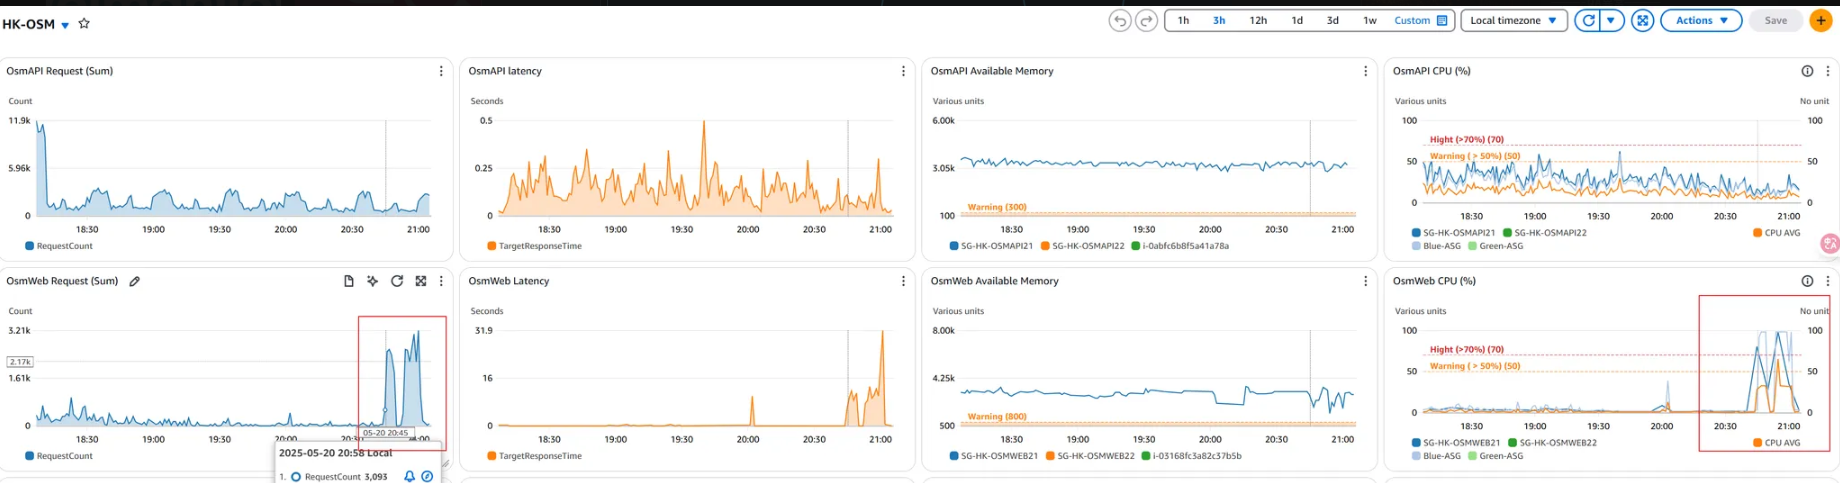 HK-OSM
1h 3h 12h 1d 3d 1w Custom Local timezone Actions Save
OsmAPI Request (Sum)
Count
11.9k
5.96k
0
18:30 19:00 19:30 20:00 20:30 21:00
RequestCount
OsmAPI latency
Seconds
0.5
0.25
0
18:30 19:00 19:30 20:00 20:30 21:00
TargetResponseTime
OsmAPI Available Memory
Various units
6.00k
3.05k
Warning (300)
100
18:30 19:00 19:30 20:00 20:30 21:00
SG-HK-OSMAPI21 SG-HK-OSMAPI22 i-0abfc6b8f5a41a78a
OsmAPI CPU (%)
Various units No unit
100 100
Hight (>70%) (70)
Warning ( > 50%) (50)
50 50
0 0
18:30 19:00 19:30 20:00 20:30 21:00
SG-HK-OSMAPI21 SG-HK-OSMAPI22 CPU AVG
Blue-ASG Green-ASG
OsmWeb Request (Sum)
Count
3.21k
2.17k
1.61k
0
18:30 19:00 19:30 20:00
05-20 20:45
RequestCount
2025-05-20 20:58 Local
1. RequestCount 3,093
OsmWeb Latency
Seconds
31.9
16
0
18:30 19:00 19:30 20:00 20:30 21:00
TargetResponseTime
OsmWeb Available Memory
Various units
8.00k
4.25k
Warning (800)
500
18:30 19:00 19:30 20:00 20:30 21:00
SG-HK-OSMWEB21 SG-HK-OSMWEB22 i-03168fc3a82c37b5b
OsmWeb CPU (%)
Various units No unit
100 100
Hight (>70%) (70)
Warning ( > 50%) (50)
50 50
0 0
18:30 19:00 19:30 20:00 20:30 21:00
SG-HK-OSMWEB21 SG-HK-OSMWEB22 CPU AVG
Blue-ASG Green-ASG